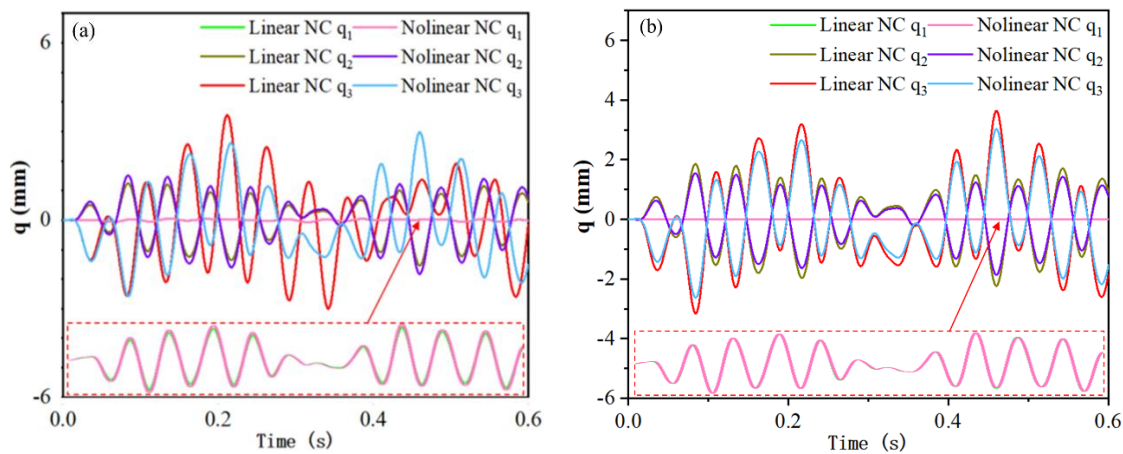 (a)
Linear NC q1 Nolinear NC q1
Linear NC q2 Nolinear NC q2
Linear NC q3 Nolinear NC q3
6
0
-3
-6
q (mm)
0.0 0.2 0.4 0.6
Time (s)
(b)
Linear NC q1 Nolinear NC q1
Linear NC q2 Nolinear NC q2
Linear NC q3 Nolinear NC q3
6
4
2
0
-2
-4
-6
q (mm)
0.0 0.2 0.4 0.6
Time (s)